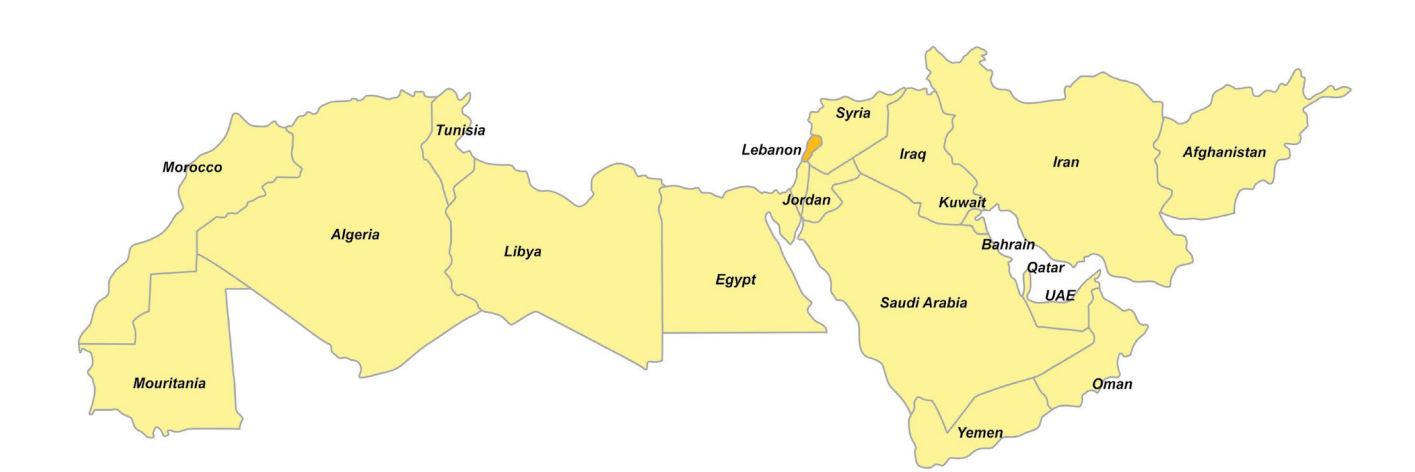 Tunisia
Syria
Lebanon
Iraq
Iran
Afghanistan
Morocco
Jordan
Kuwait
Algeria
Libya
Bahrain
Egypt
Qatar
UAE
Saudi Arabia
Mouritania
Oman
Yemen